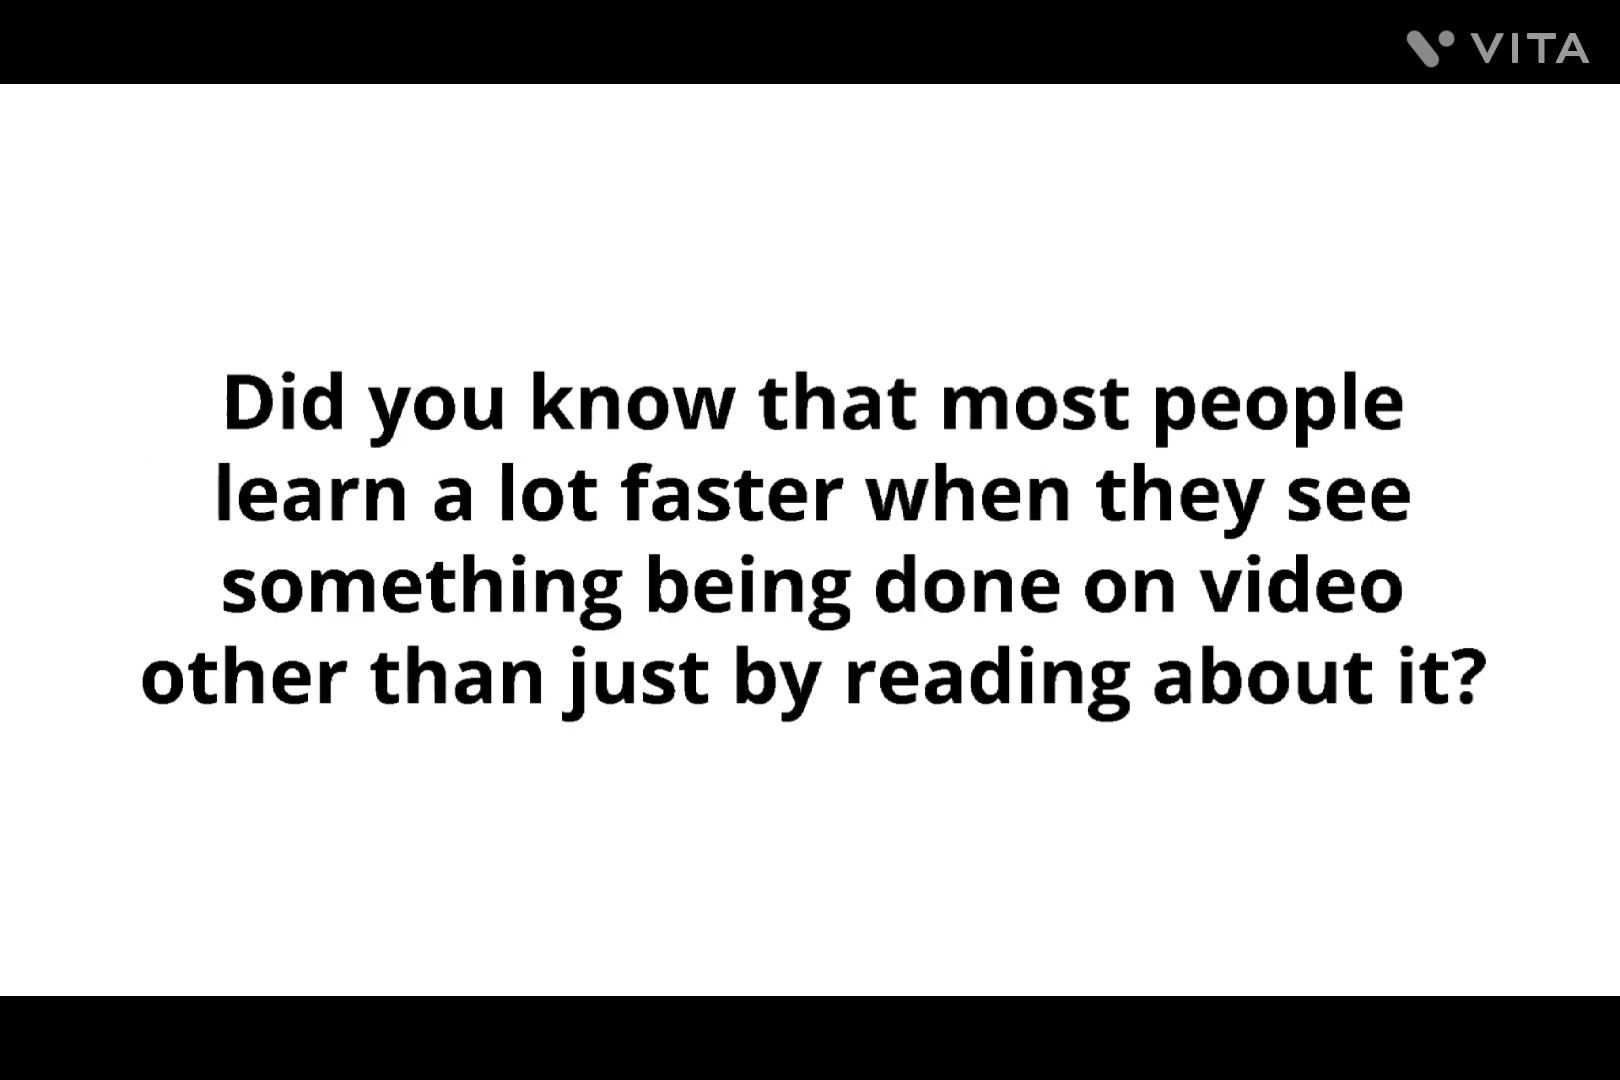 VITA
Did you know that most people
learn a lot faster when they see
something being done on video
other than just by reading about it?